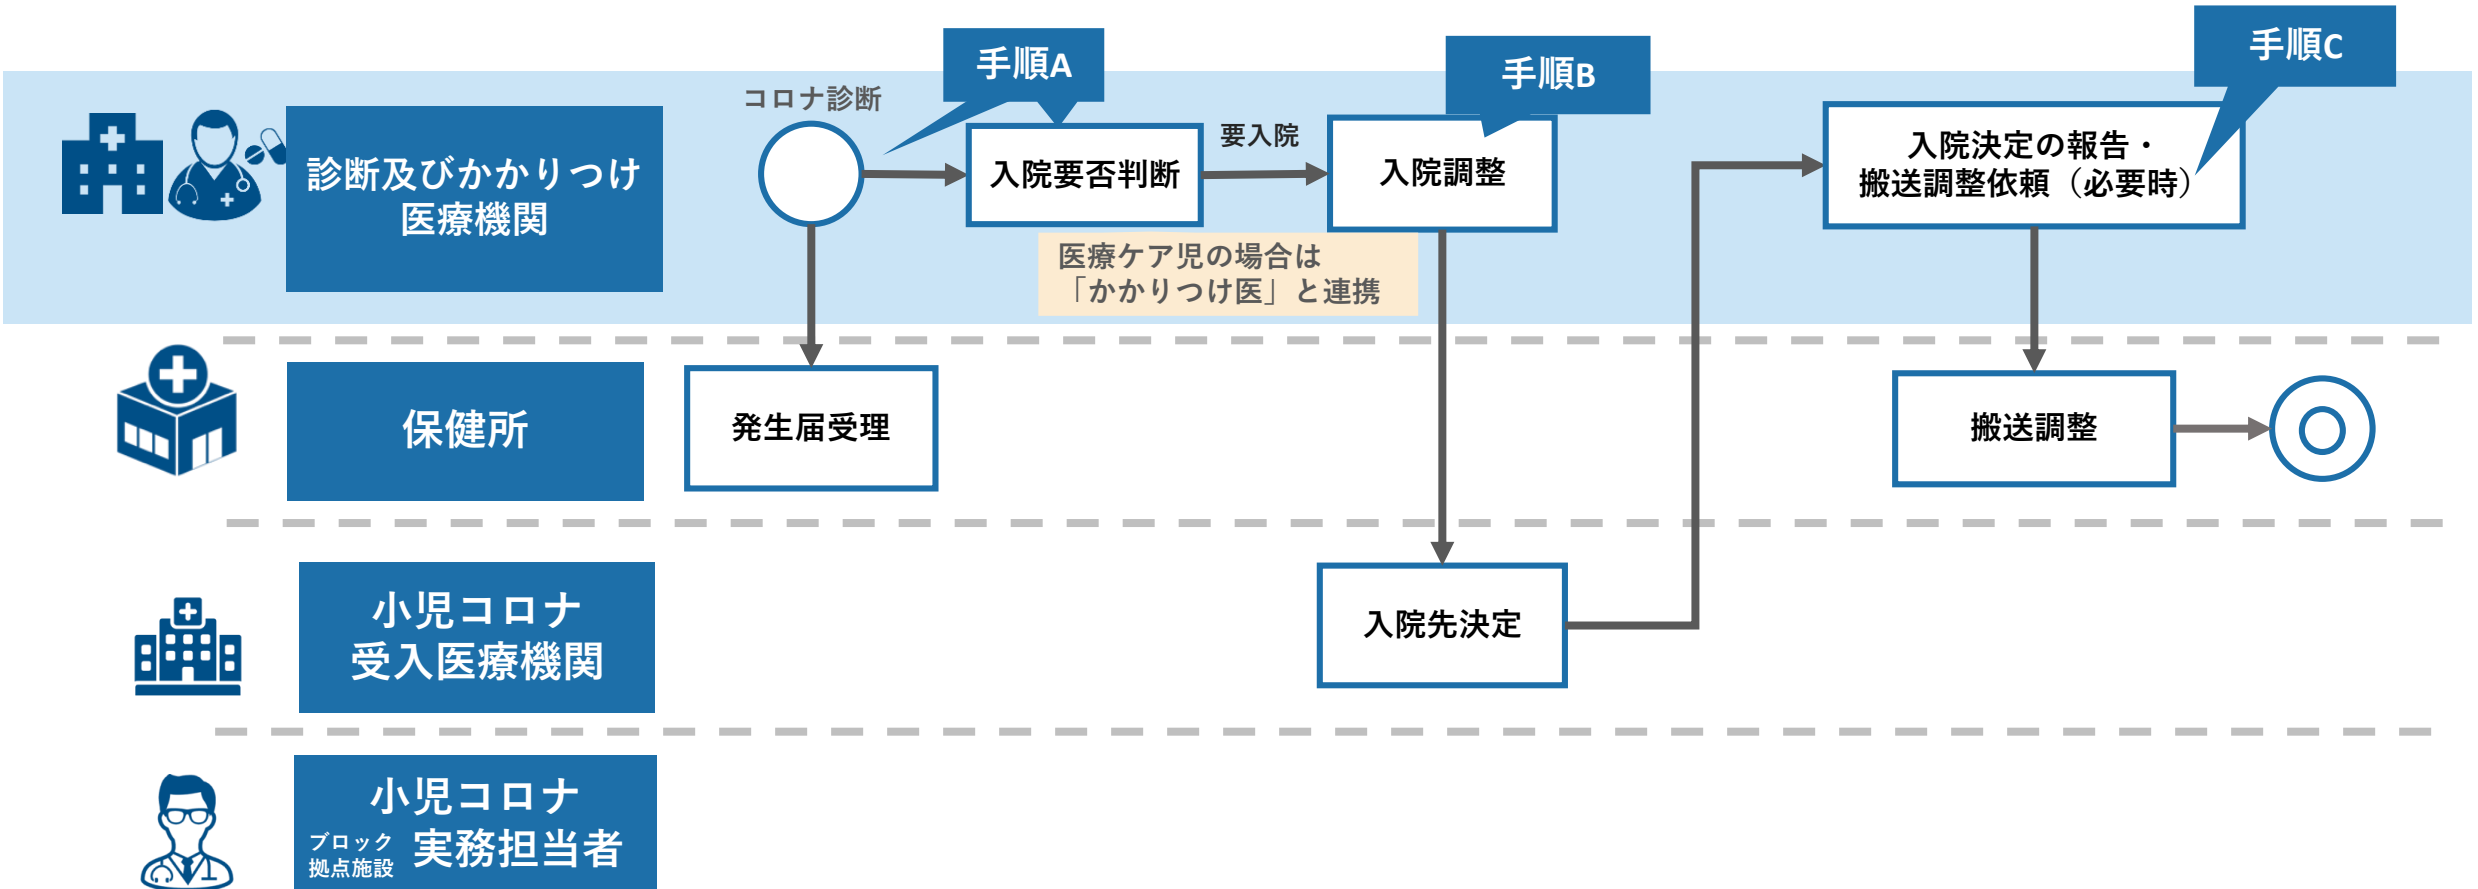 手順A
手順B
手順C
コロナ診断
診断及びかかりつけ
医療機関
入院要否判断
要入院
入院調整
入院決定の報告・
搬送調整依頼（必要時）
医療ケア児の場合は
「かかりつけ医」と連携
保健所
発生届受理
搬送調整
小児コロナ
受入医療機関
入院先決定
小児コロナ
ブロック
拠点施設
実務担当者